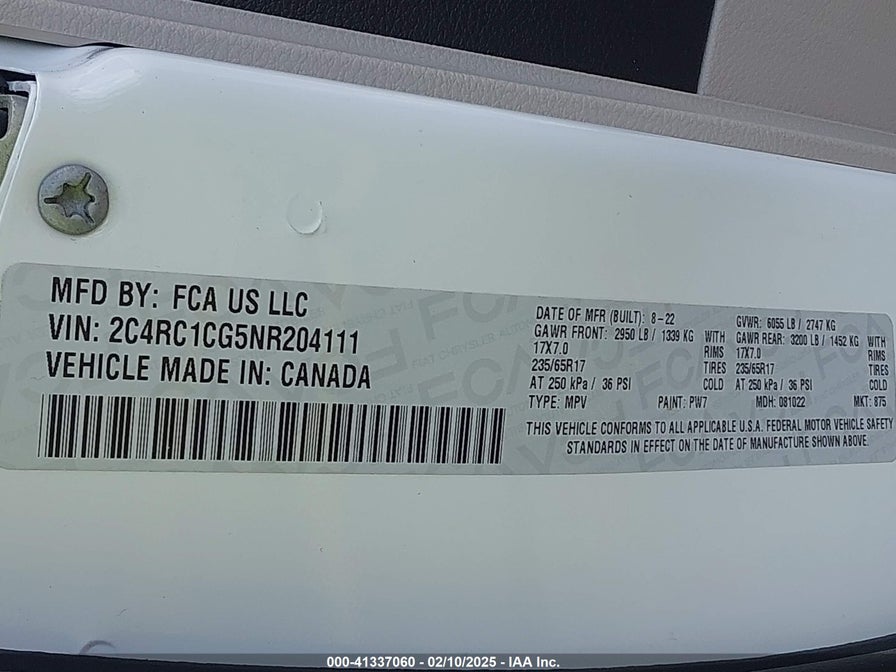 MFD BY: FCA US LLC
VIN: 2C4RC1CG5NR204111
VEHICLE MADE IN: CANADA
DATE OF MFR (BUILT): 8-22
GVWR: 6055 LB / 2747 KG
GAWR FRONT: 2950 LB / 1339 KG WITH
GAWR REAR: 3200 LB / 1452 KG WITH
17X7.0 RIMS
17X7.0 RIMS
235/65R17 TIRES
235/65R17 TIRES
AT 250 kPa / 36 PSI COLD
AT 250 kPa / 36 PSI COLD
TYPE: MPV PAINT: PW7 MDH: 081022 MKT: 875
THIS VEHICLE CONFORMS TO ALL APPLICABLE U.S.A. FEDERAL MOTOR VEHICLE SAFETY
STANDARDS IN EFFECT ON THE DATE OF MANUFACTURE SHOWN ABOVE.
000-41337060 - 02/10/2025 - IAA Inc.